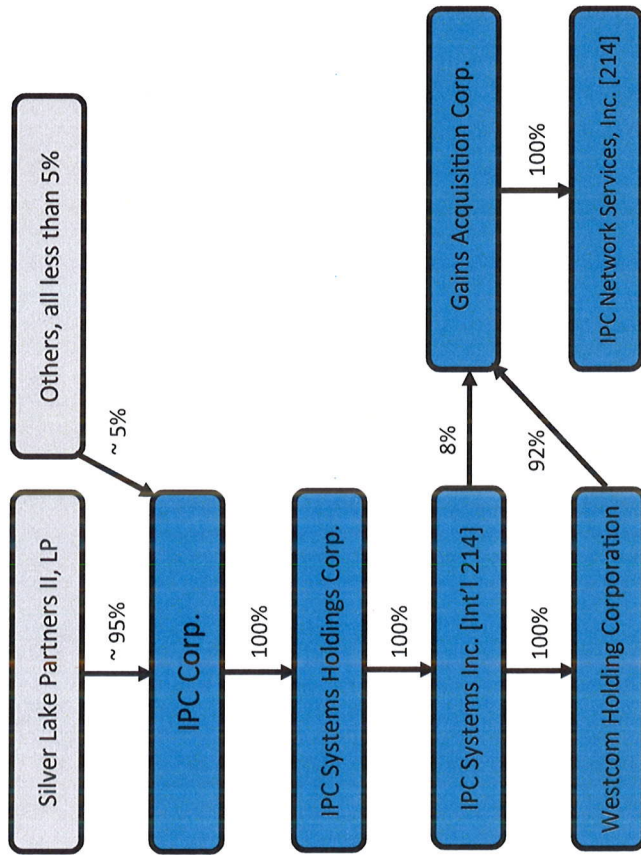 Silver Lake Partners II, LP
Others, all less than 5%
~ 95%
~ 5%
IPC Corp.
100%
IPC Systems Holdings Corp.
100%
IPC Systems Inc. [Int'l 214]
8%
Gains Acquisition Corp.
100%
92%
100%
Westcom Holding Corporation
IPC Network Services, Inc. [214]